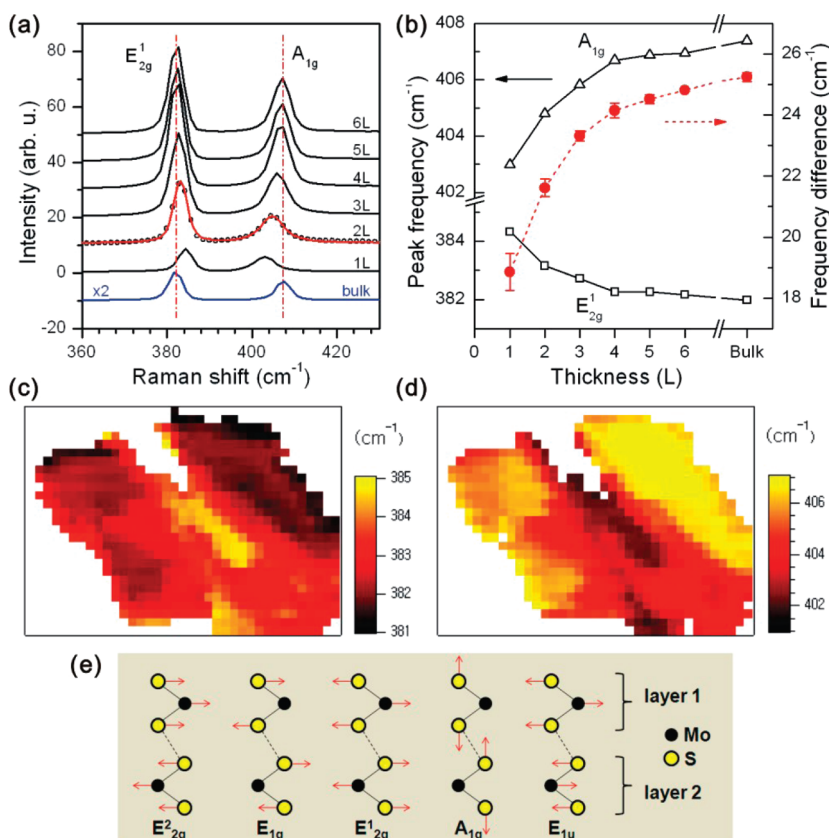 (a)
80
60
40
20
0
-20
Intensity (arb. u.)
E¹₂g
A₁g
6L
5L
4L
3L
2L
1L
x2
bulk
360 380 400 420
Raman shift (cm⁻¹)
(b)
408
406
404
402
384
382
Peak frequency (cm⁻¹)
A₁g
E¹₂g
26
24
22
20
18
Frequency difference (cm⁻¹)
0 1 2 3 4 5 6 Bulk
Thickness (L)
(c)
(cm⁻¹)
385
384
383
382
381
(d)
(cm⁻¹)
406
404
402
(e)
layer 1
Mo
S
layer 2
E²₂g E₁g E¹₂g A₁g E₁u